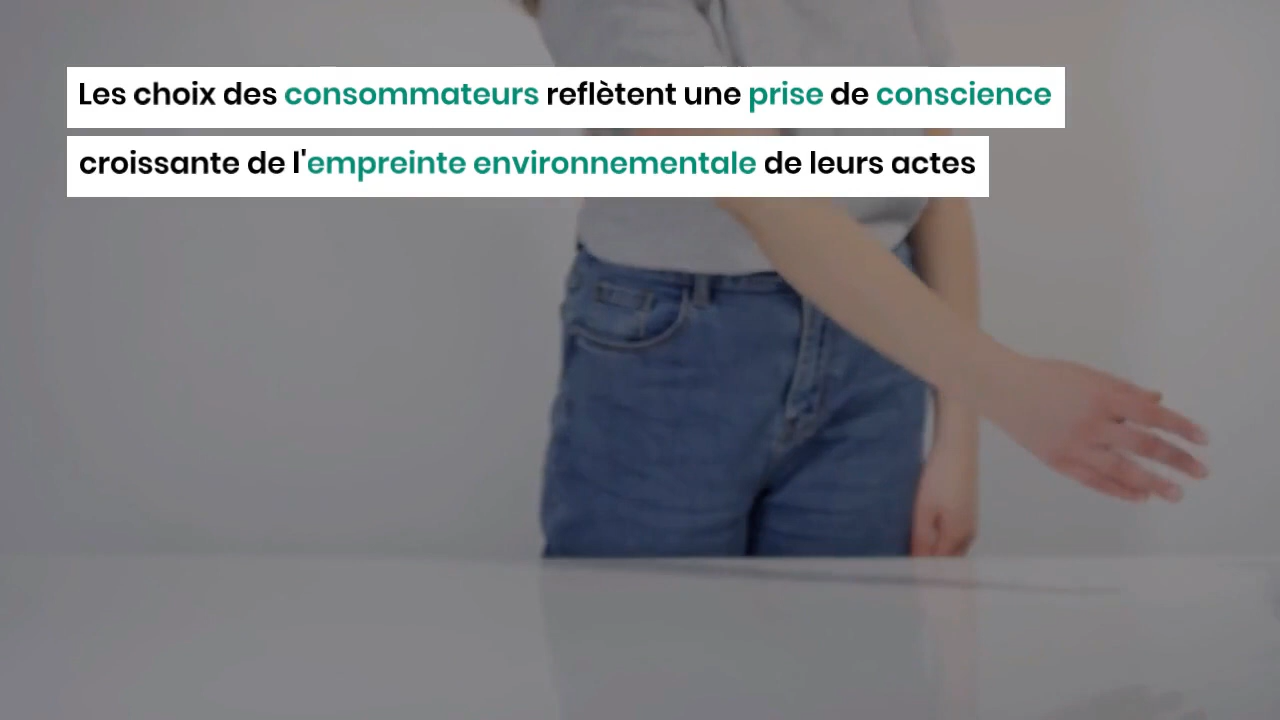 Les choix des consommateurs reflètent une prise de conscience
croissante de l'empreinte environnementale de leurs actes